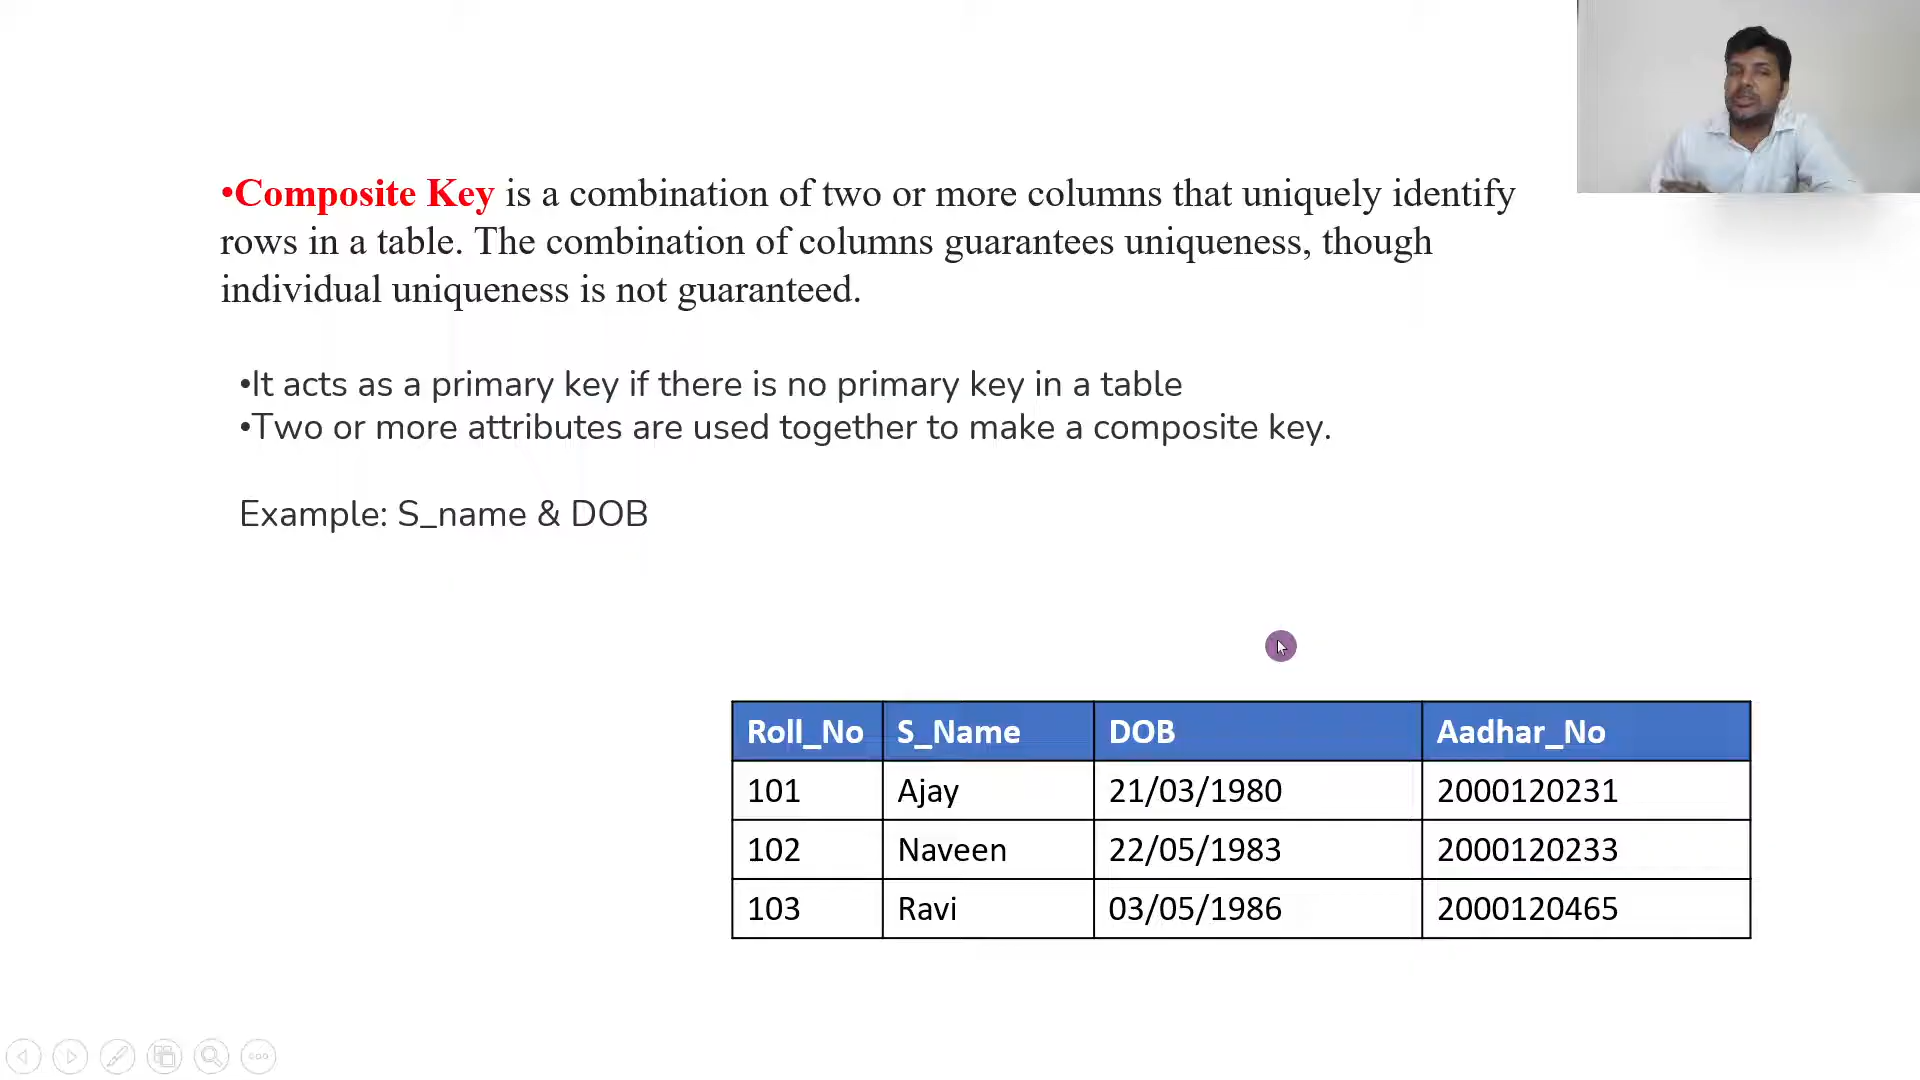 •Composite Key is a combination of two or more columns that uniquely identify
rows in a table. The combination of columns guarantees uniqueness, though
individual uniqueness is not guaranteed.
•It acts as a primary key if there is no primary key in a table
•Two or more attributes are used together to make a composite key.
Example: S_name & DOB
Roll_No S_Name DOB Aadhar_No
101 Ajay 21/03/1980 2000120231
102 Naveen 22/05/1983 2000120233
103 Ravi 03/05/1986 2000120465